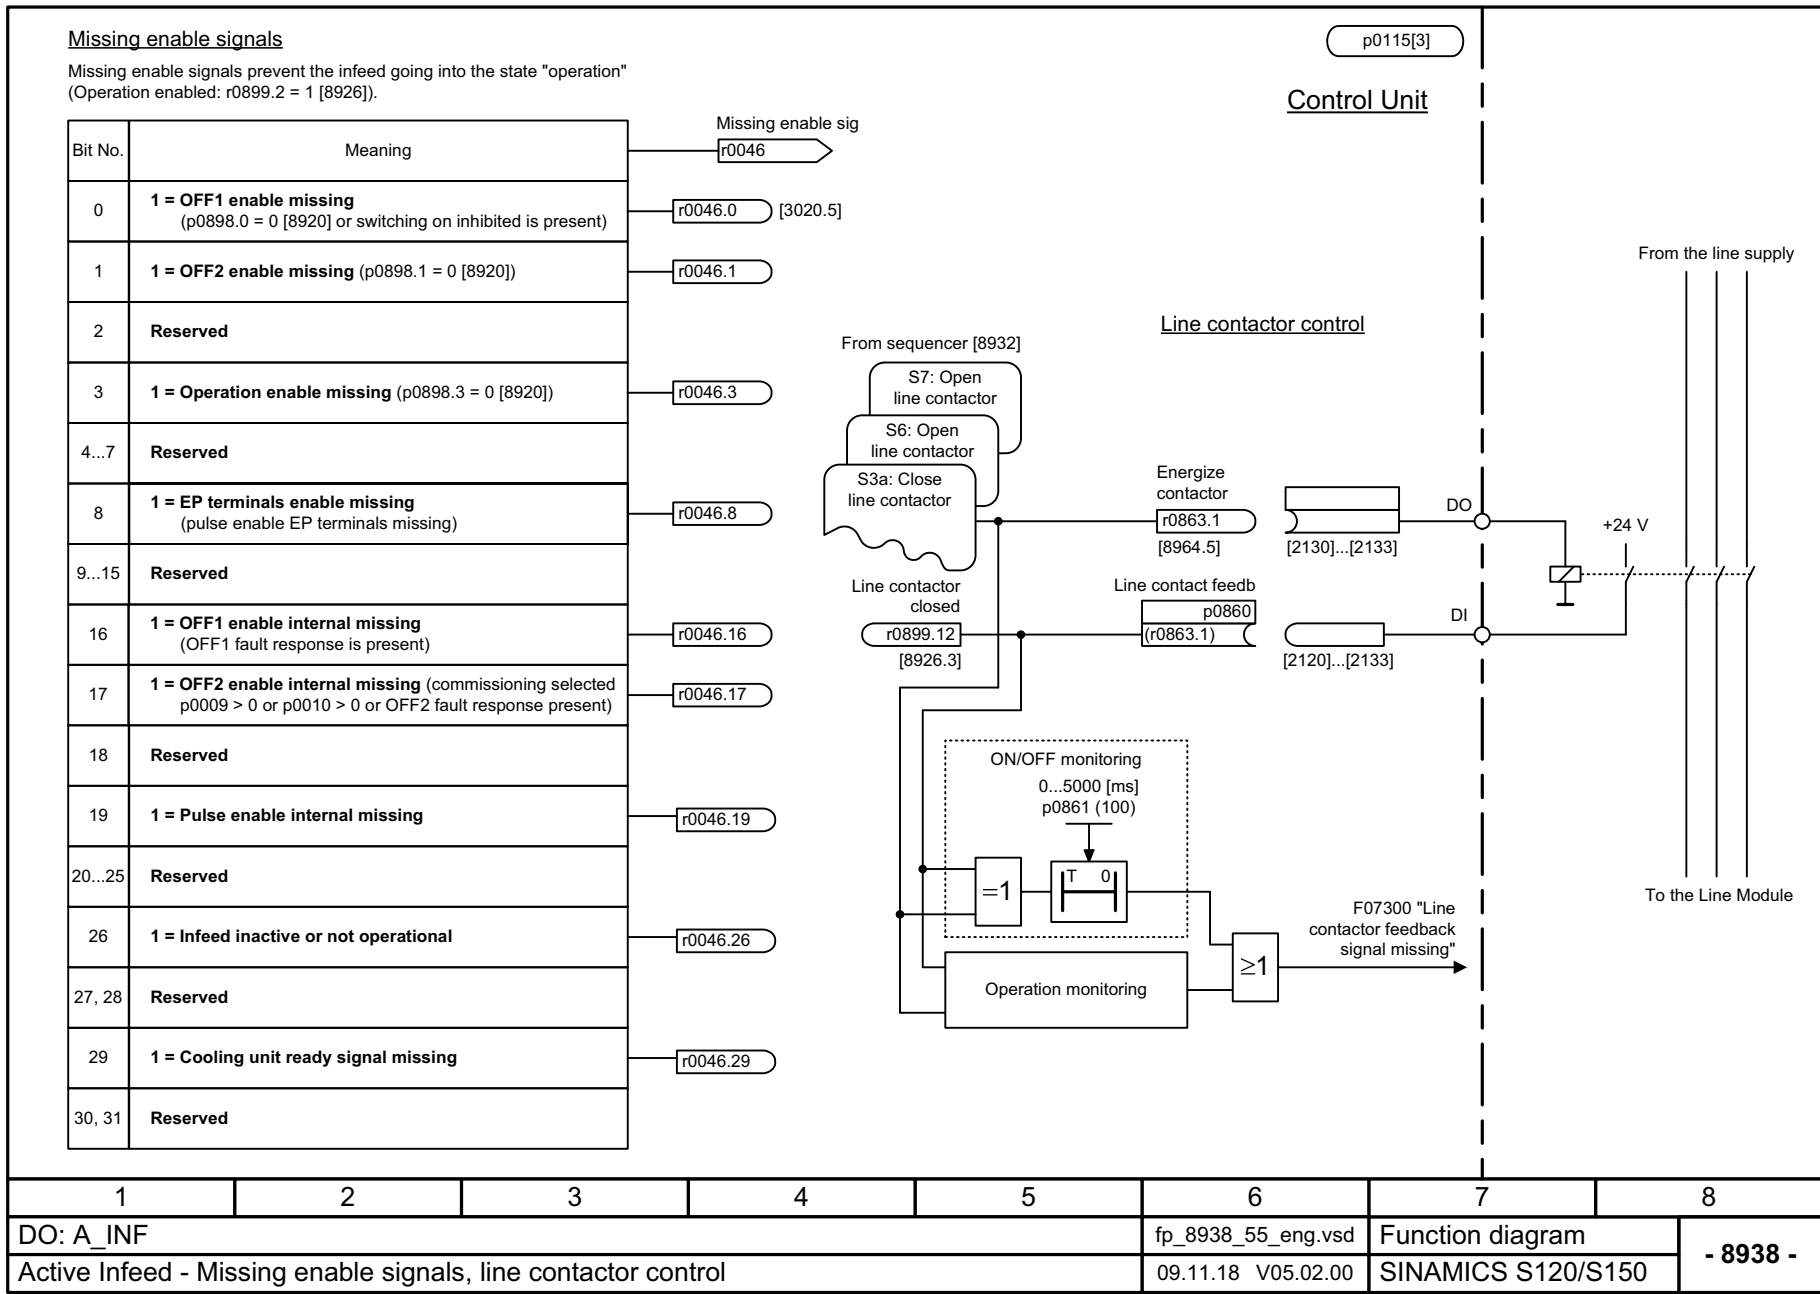 Missing enable signals
Missing enable signals prevent the infeed going into the state "operation"
(Operation enabled: r0899.2 = 1 [8926]).
p0115[3]
Control Unit
Bit No.
Meaning
Missing enable sig
r0046
0
1 = OFF1 enable missing
(p0898.0 = 0 [8920] or switching on inhibited is present)
r0046.0
[3020.5]
1
1 = OFF2 enable missing (p0898.1 = 0 [8920])
r0046.1
2
Reserved
3
1 = Operation enable missing (p0898.3 = 0 [8920])
r0046.3
4...7
Reserved
8
1 = EP terminals enable missing
(pulse enable EP terminals missing)
r0046.8
9...15
Reserved
16
1 = OFF1 enable internal missing
(OFF1 fault response is present)
r0046.16
17
1 = OFF2 enable internal missing (commissioning selected
p0009 > 0 or p0010 > 0 or OFF2 fault response present)
r0046.17
18
Reserved
19
1 = Pulse enable internal missing
r0046.19
20...25
Reserved
26
1 = Infeed inactive or not operational
r0046.26
27, 28
Reserved
29
1 = Cooling unit ready signal missing
r0046.29
30, 31
Reserved
Line contactor control
From sequencer [8932]
S7: Open
line contactor
S6: Open
line contactor
S3a: Close
line contactor
Energize
contactor
r0863.1
[8964.5]
[2130]...[2133]
DO
Line contactor
closed
r0899.12
[8926.3]
Line contact feedb
p0860
(r0863.1)
[2120]...[2133]
DI
From the line supply
+24 V
To the Line Module
ON/OFF monitoring
0...5000 [ms]
p0861 (100)
=1
T 0
Operation monitoring
≥1
F07300 "Line
contactor feedback
signal missing"
1 2 3 4 5 6 7 8
DO: A_INF
fp_8938_55_eng.vsd
Function diagram
- 8938 -
Active Infeed - Missing enable signals, line contactor control
09.11.18 V05.02.00
SINAMICS S120/S150